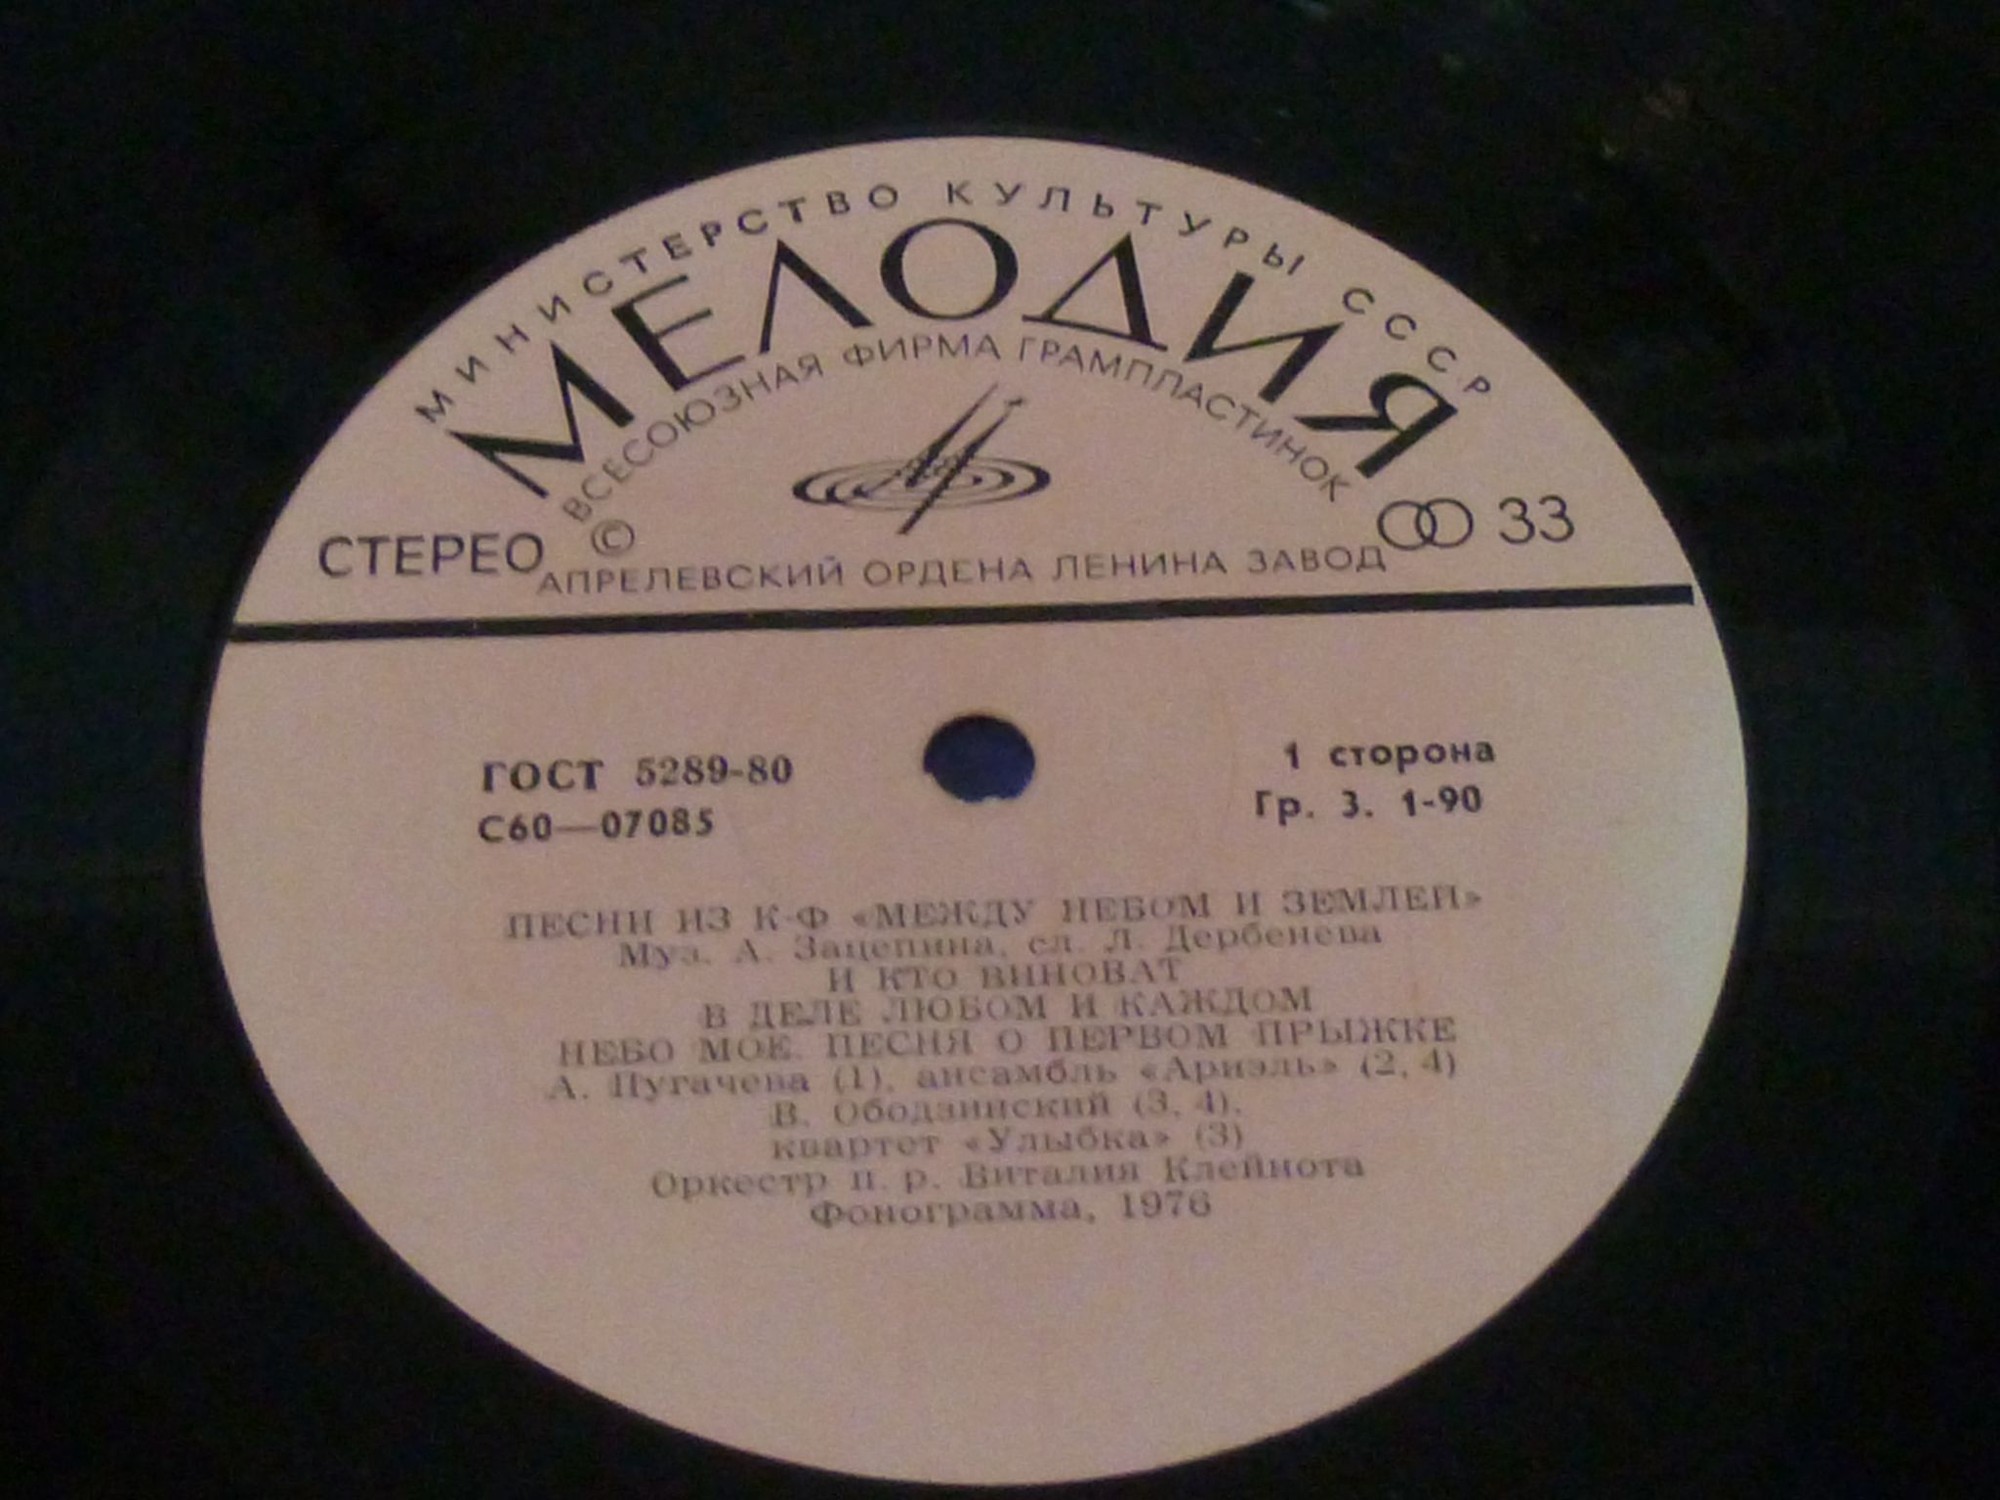 МИНИСТЕРСТВО КУЛЬТУРЫ СССР
МЕЛОДИЯ
ВСЕСОЮЗНАЯ ФИРМА ГРАМПЛАСТИНОК
СТЕРЕО © 33
АПРЕЛЕВСКИЙ ОРДЕНА ЛЕНИНА ЗАВОД
ГОСТ 5289-80
С60—07085
1 сторона
Гр. 3. 1-90
ПЕСНИ ИЗ К-Ф «МЕЖДУ НЕБОМ И ЗЕМЛЕЙ»
Муз. А. Зацепина, сл. Л. Дербенева
И КТО ВИНОВАТ
В ДЕЛЕ ЛЮБОМ И КАЖДОМ
НЕБО МОЕ. ПЕСНЯ О ПЕРВОМ ПРЫЖКЕ
А. Пугачева (1), ансамбль «Ариэль» (2, 4)
В. Ободзинский (3, 4),
квартет «Улыбка» (3)
Оркестр п. р. Виталия Клейнота
Фонограмма, 1976